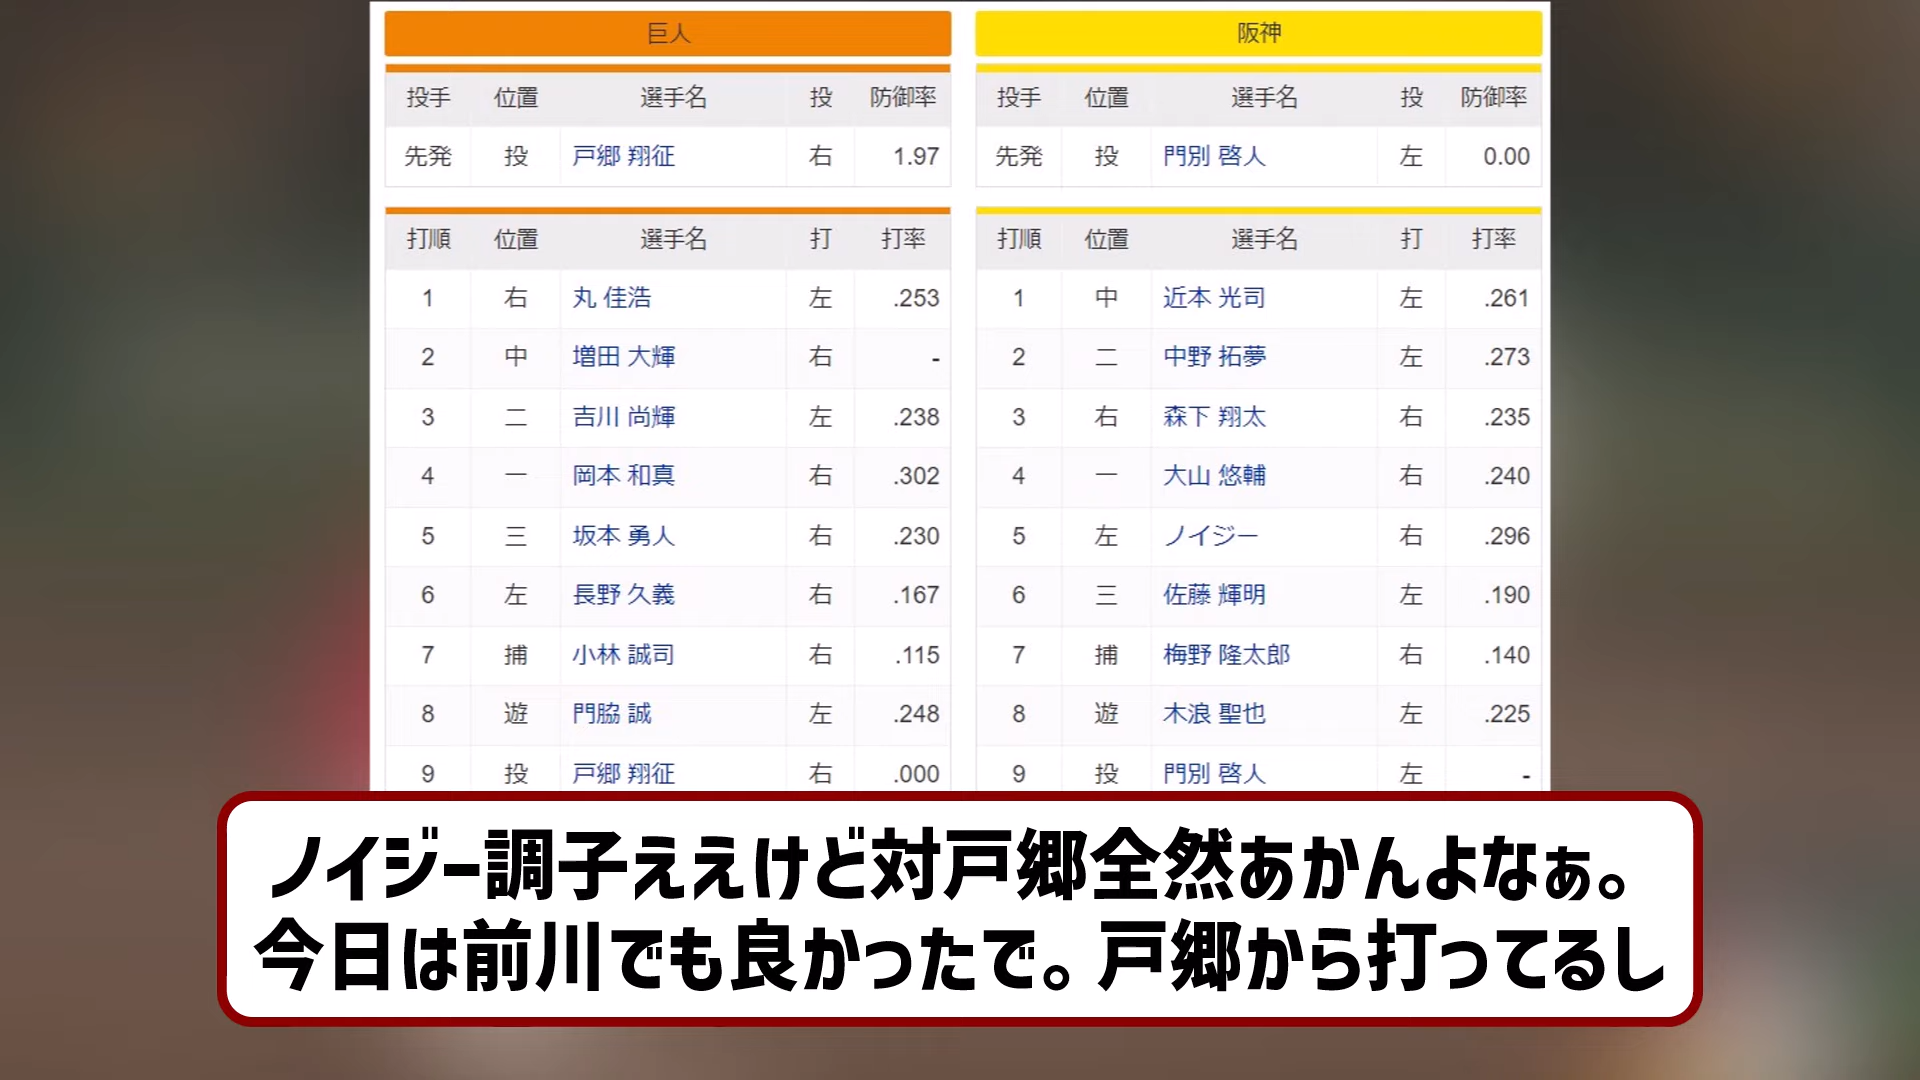 巨人
投手 位置 選手名 投 防御率
先発 投 戸郷 翔征 右 1.97
打順 位置 選手名 打 打率
1 右 丸 佳浩 左 .253
2 中 増田 大輝 右 -
3 二 吉川 尚輝 左 .238
4 一 岡本 和真 右 .302
5 三 坂本 勇人 右 .230
6 左 長野 久義 右 .167
7 捕 小林 誠司 右 .115
8 遊 門脇 誠 左 .248
9 投 戸郷 翔征 右 .000
阪神
投手 位置 選手名 投 防御率
先発 投 門別 啓人 左 0.00
打順 位置 選手名 打 打率
1 中 近本 光司 左 .261
2 二 中野 拓夢 左 .273
3 右 森下 翔太 右 .235
4 一 大山 悠輔 右 .240
5 左 ノイジー 右 .296
6 三 佐藤 輝明 左 .190
7 捕 梅野 隆太郎 右 .140
8 遊 木浪 聖也 左 .225
9 投 門別 啓人 左 -
ノイジー調子ええけど対戸郷全然あかんよなぁ。
今日は前川でも良かったで。戸郷から打ってるし